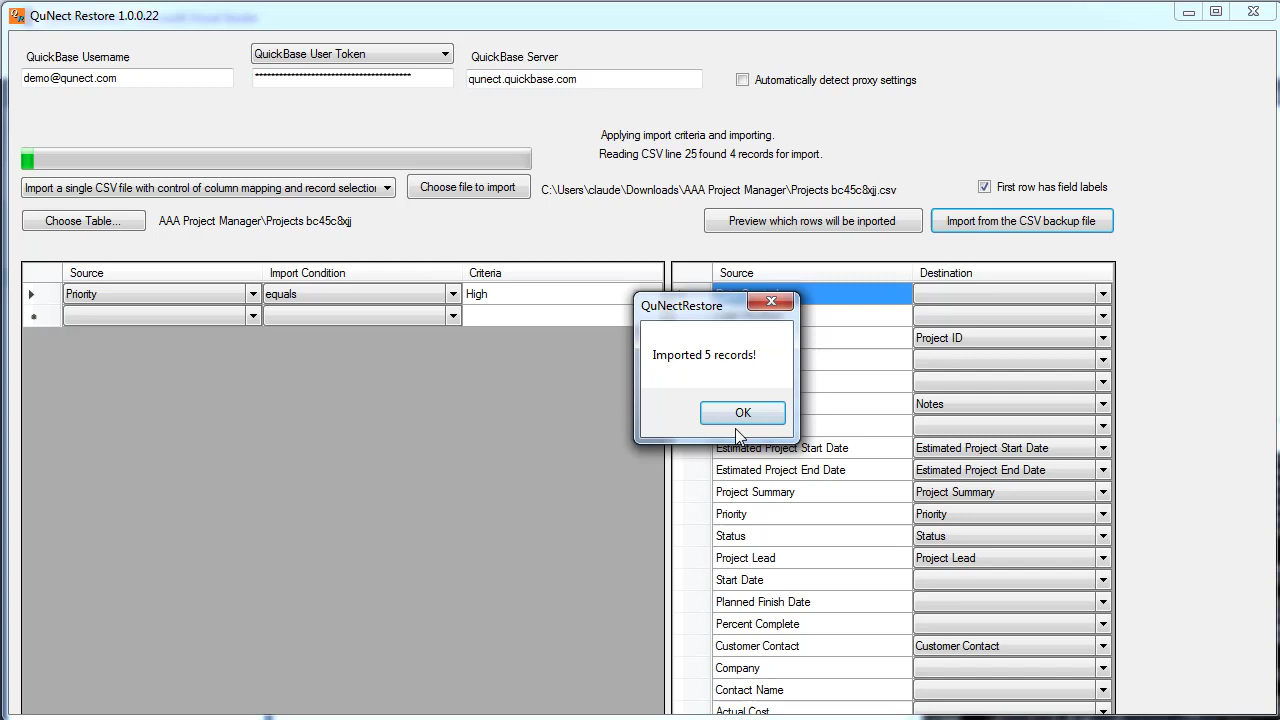 QuNect Restore 1.0.0.22
QuickBase Username
QuickBase User Token
QuickBase Server
demo@qunect.com
***************************************
qunect.quickbase.com
Automatically detect proxy settings
Applying import criteria and importing.
Reading CSV line 25 found 4 records for import.
Import a single CSV file with control of column mapping and record selection
Choose file to import
C:\Users\claude\Downloads\AAA Project Manager\Projects bc45c8xjj.csv
First row has field labels
Choose Table...
AAA Project Manager\Projects bc45c8xjj
Preview which rows will be inported
Import from the CSV backup file
Source Import Condition Criteria
Priority equals High
Source Destination
Project ID
Notes
Estimated Project Start Date Estimated Project Start Date
Estimated Project End Date Estimated Project End Date
Project Summary Project Summary
Priority Priority
Status Status
Project Lead Project Lead
Start Date
Planned Finish Date
Percent Complete
Customer Contact Customer Contact
Company
Contact Name
Actual Cost
QuNectRestore
Imported 5 records!
OK